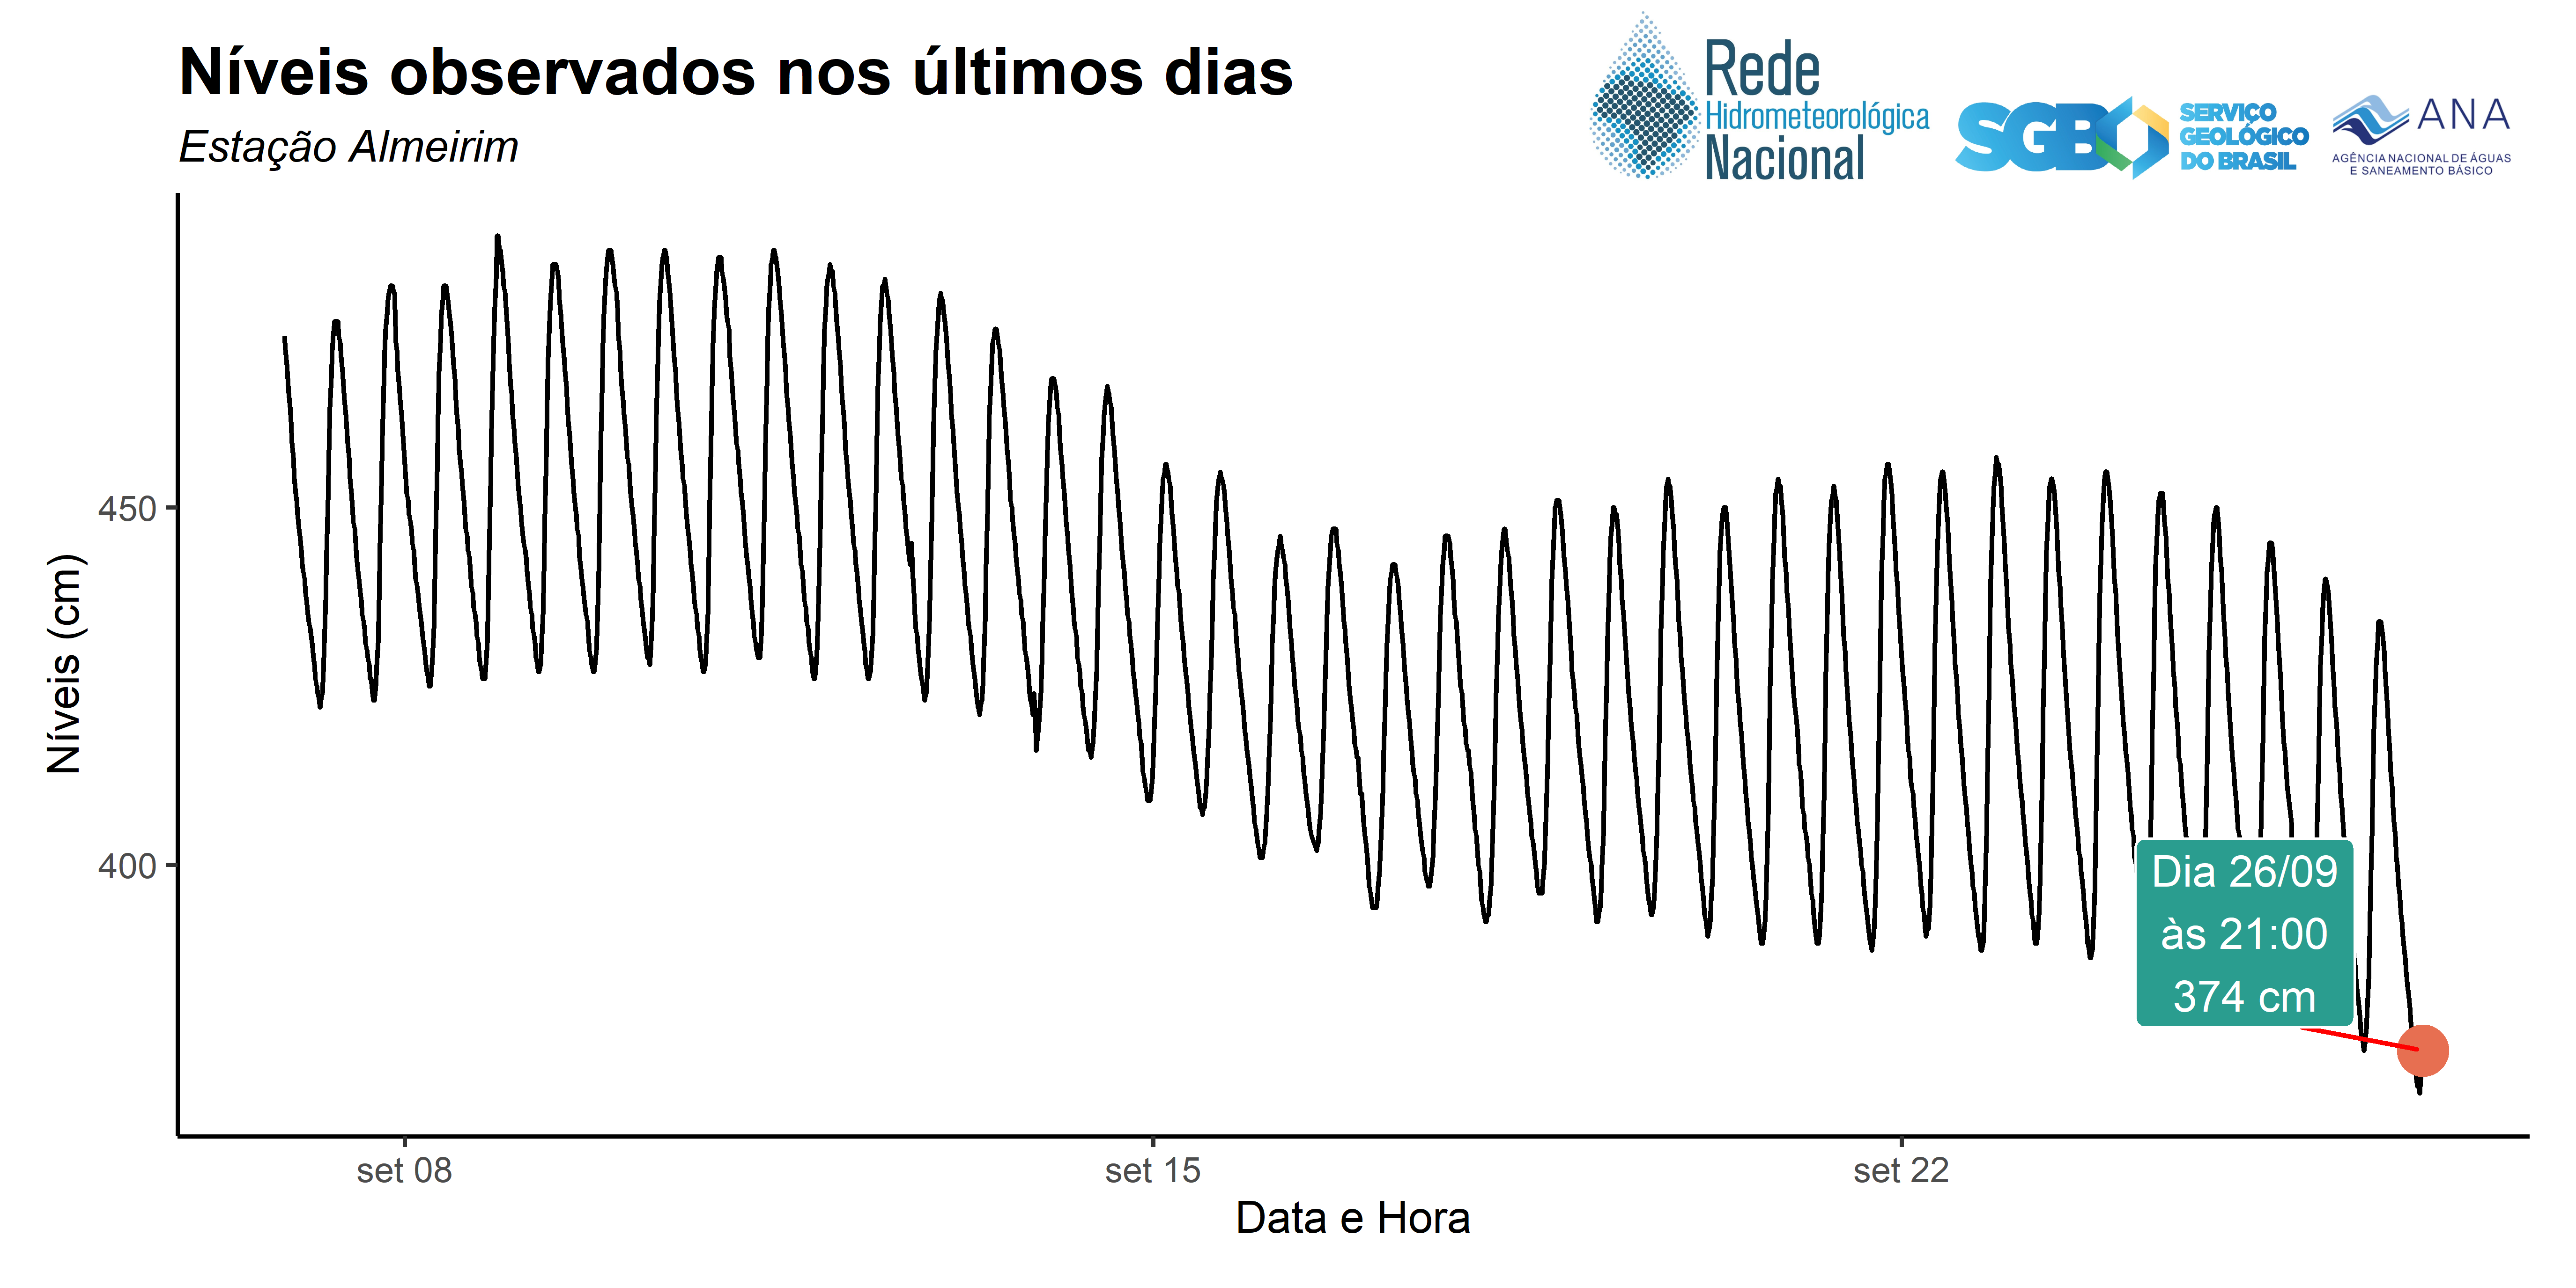 Níveis observados nos últimos dias
Estação Almeirim
Rede
Hidrometeorológica
Nacional
SGB
SERVIÇO
GEOLÓGICO
DO BRASIL
ANA
AGÊNCIA NACIONAL DE ÁGUAS
E SANEAMENTO BÁSICO
Níveis (cm)
450
400
Dia 26/09
às 21:00
374 cm
set 08
set 15
set 22
Data e Hora